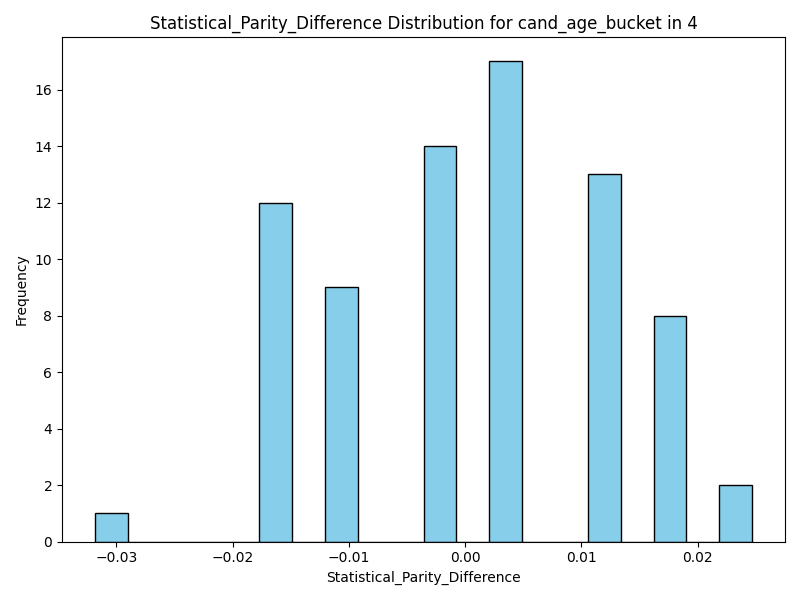 Statistical_Parity_Difference Distribution for cand_age_bucket in 4
Frequency
16
14
12
10
8
6
4
2
0
−0.03 −0.02 −0.01 0.00 0.01 0.02
Statistical_Parity_Difference